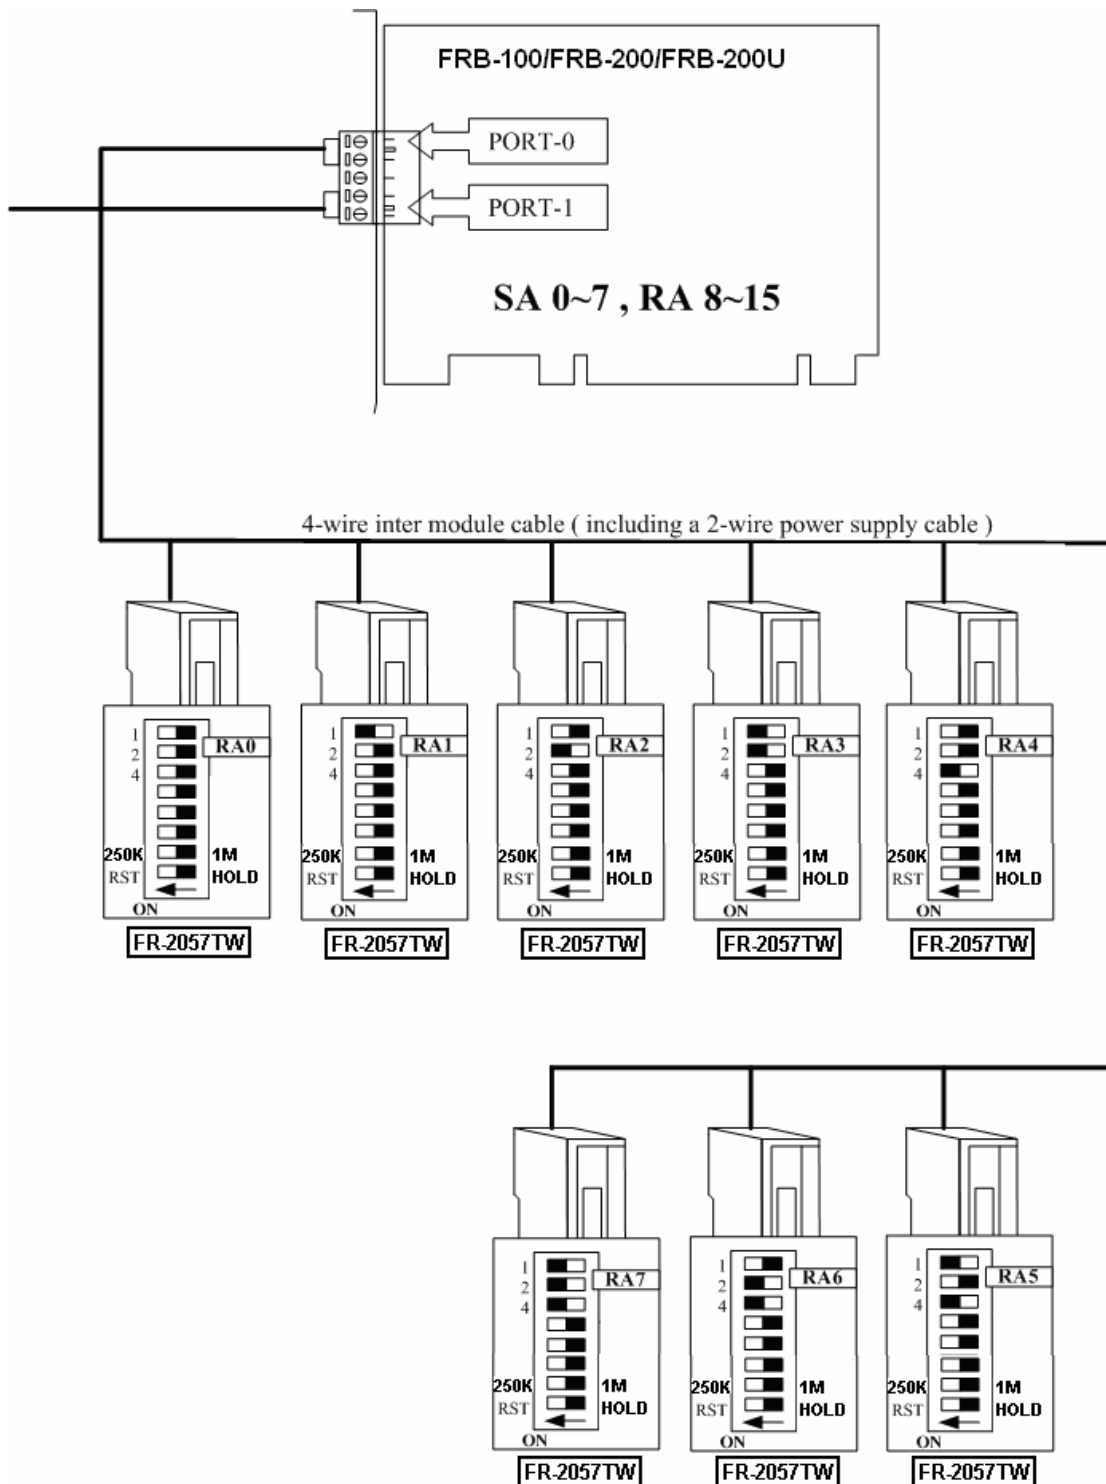 FRB-100/FRB-200/FRB-200U
PORT-0
PORT-1
SA 0~7 , RA 8~15
4-wire inter module cable ( including a 2-wire power supply cable )
1
2
4
RA0
250K 1M
RST HOLD
ON
FR-2057TW
1
2
4
RA1
250K 1M
RST HOLD
ON
FR-2057TW
1
2
4
RA2
250K 1M
RST HOLD
ON
FR-2057TW
1
2
4
RA3
250K 1M
RST HOLD
ON
FR-2057TW
1
2
4
RA4
250K 1M
RST HOLD
ON
FR-2057TW
1
2
4
RA7
250K 1M
RST HOLD
ON
FR-2057TW
1
2
4
RA6
250K 1M
RST HOLD
ON
FR-2057TW
1
2
4
RA5
250K 1M
RST HOLD
ON
FR-2057TW